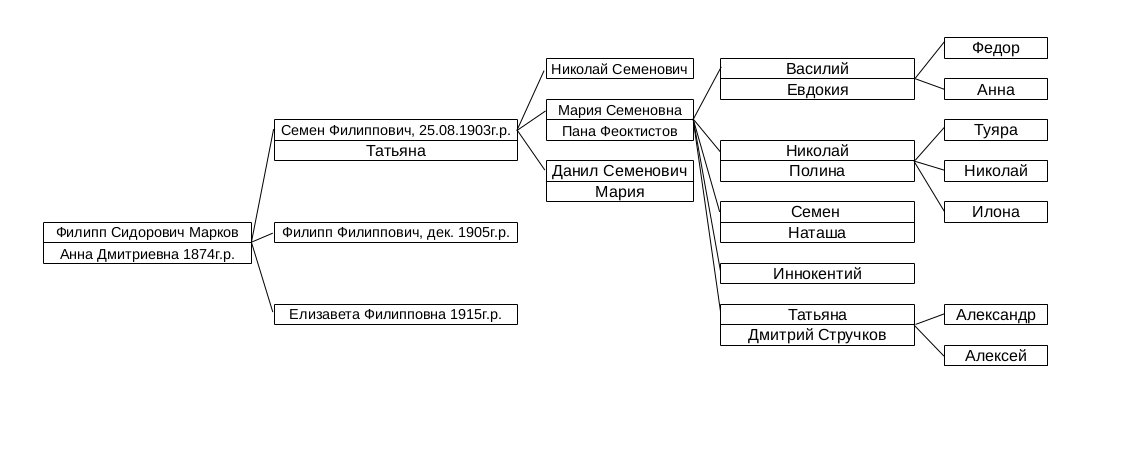 Филипп Сидорович Марков
Анна Дмитриевна 1874г.р.
Семен Филиппович, 25.08.1903г.р.
Татьяна
Филипп Филиппович, дек. 1905г.р.
Елизавета Филипповна 1915г.р.
Николай Семенович
Мария Семеновна
Пана Феоктистов
Данил Семенович
Мария
Василий
Евдокия
Николай
Полина
Семен
Наташа
Иннокентий
Татьяна
Дмитрий Стручков
Федор
Анна
Туяра
Николай
Илона
Александр
Алексей